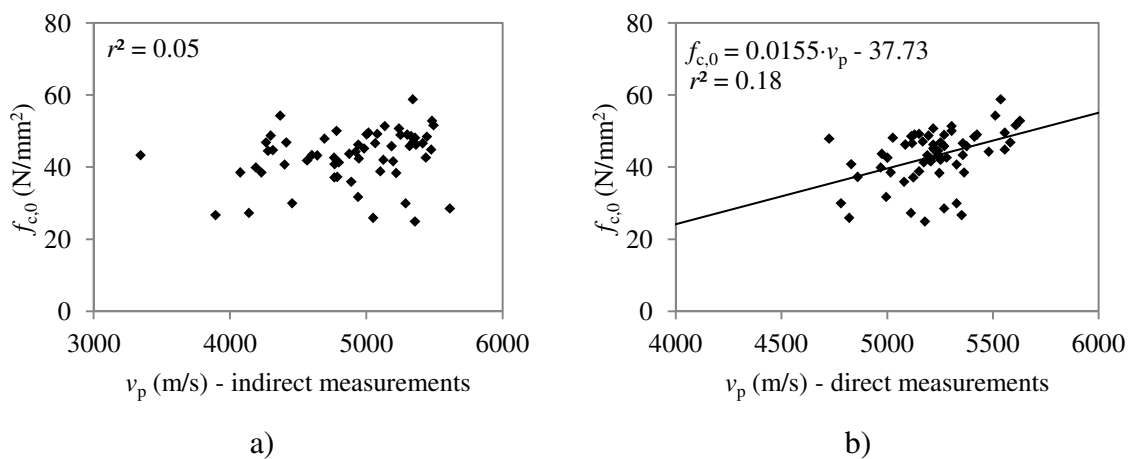 80
60
40
20
0
f_c,0 (N/mm²)
r² = 0.05
3000 4000 5000 6000
v_p (m/s) - indirect measurements
a)
80
60
40
20
0
f_c,0 (N/mm²)
f_c,0 = 0.0155·v_p - 37.73
r² = 0.18
4000 4500 5000 5500 6000
v_p (m/s) - direct measurements
b)